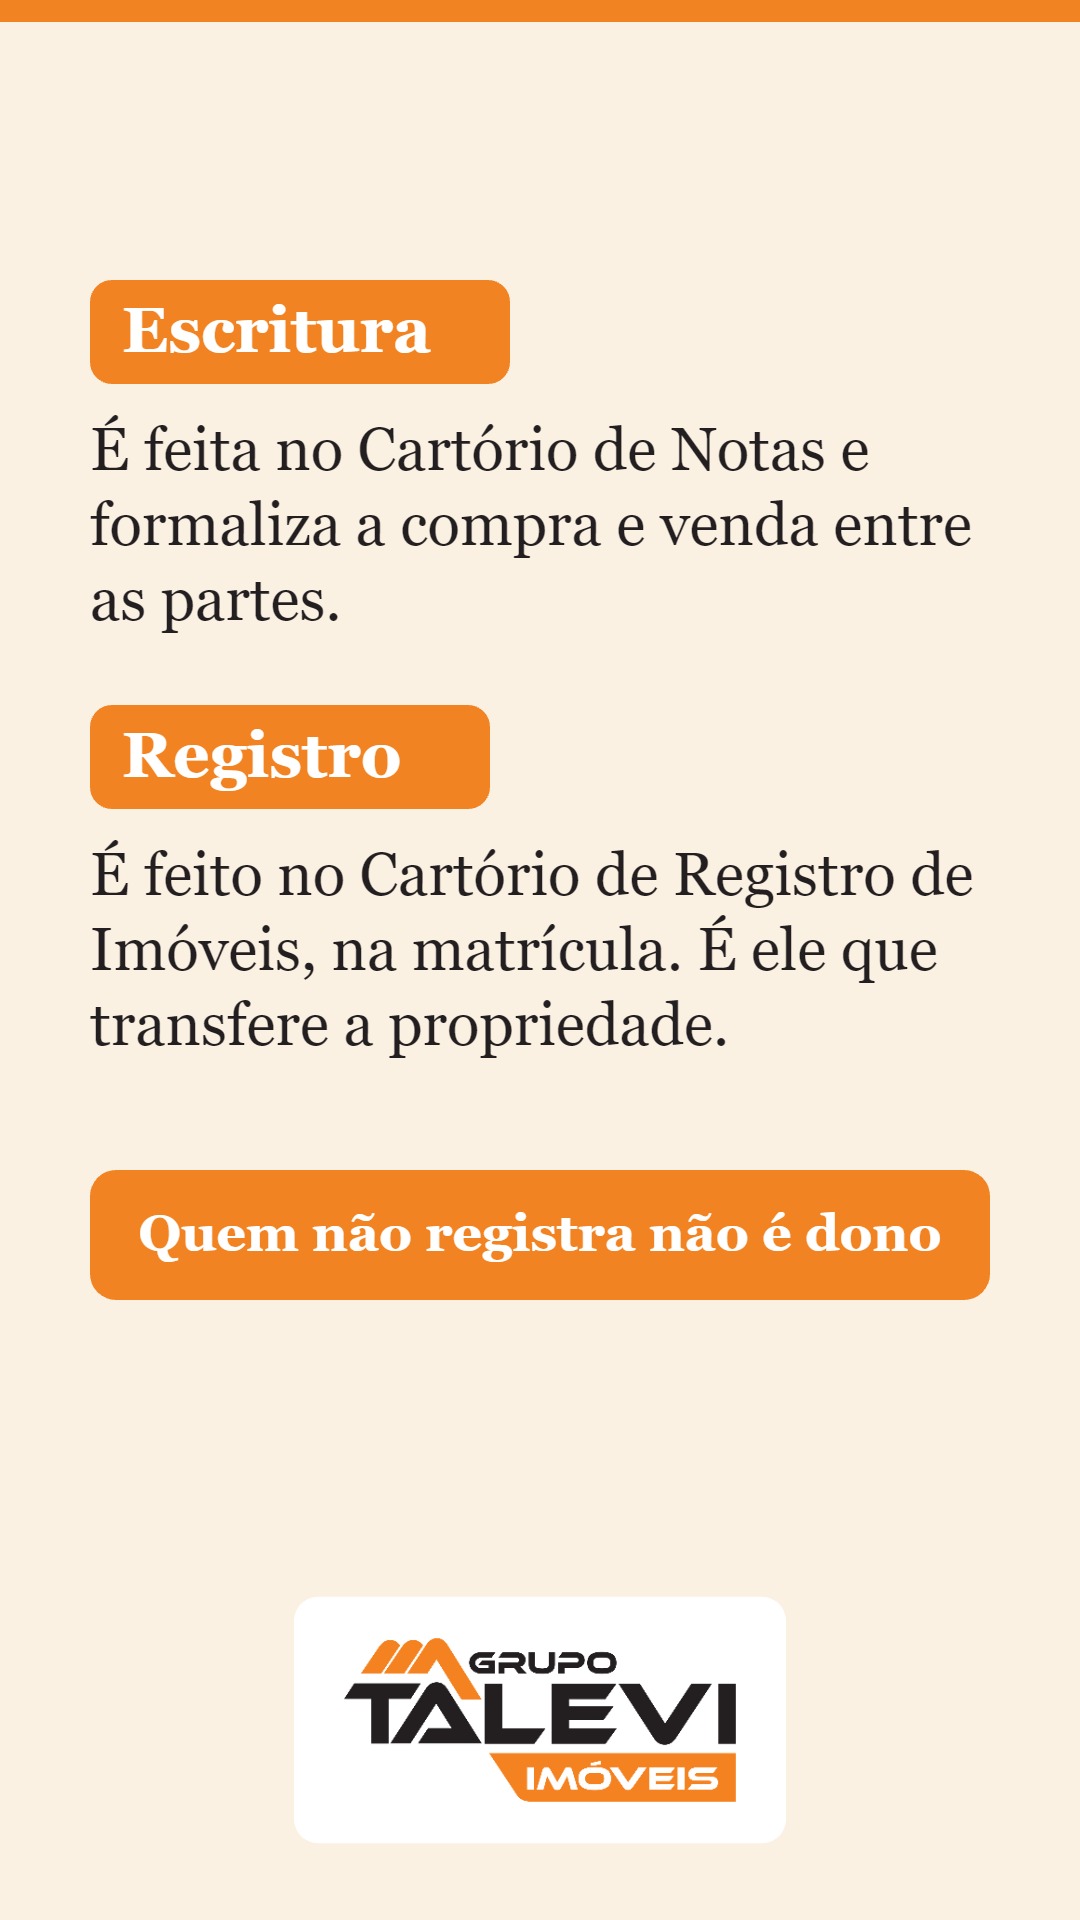 Escritura
É feita no Cartório de Notas e
formaliza a compra e venda entre
as partes.
Registro
É feito no Cartório de Registro de
Imóveis, na matrícula. É ele que
transfere a propriedade.
Quem não registra não é dono
GRUPO
TALEVI
IMÓVEIS